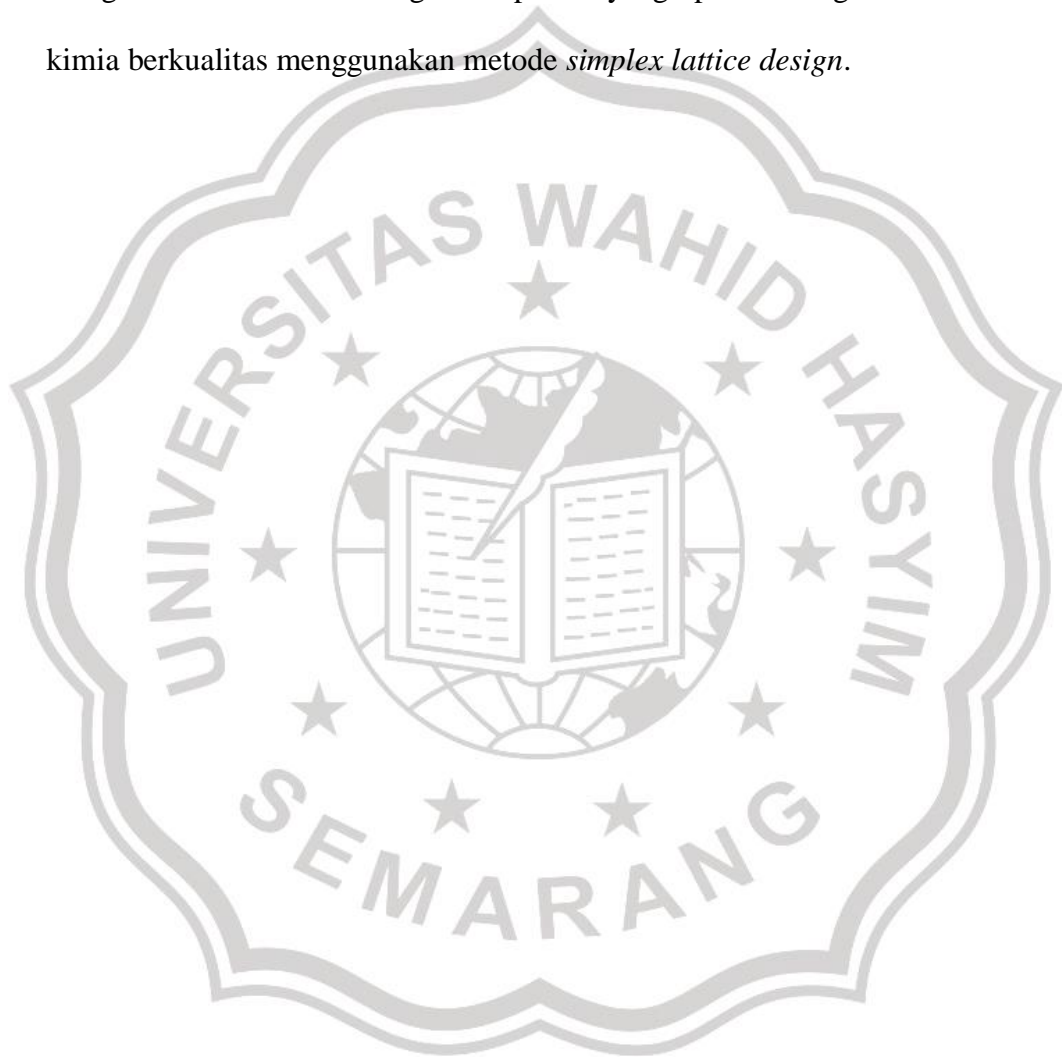 kimia berkualitas menggunakan metode simplex lattice design.
UNIVERSITAS WAHID HASYIM
SEMARANG